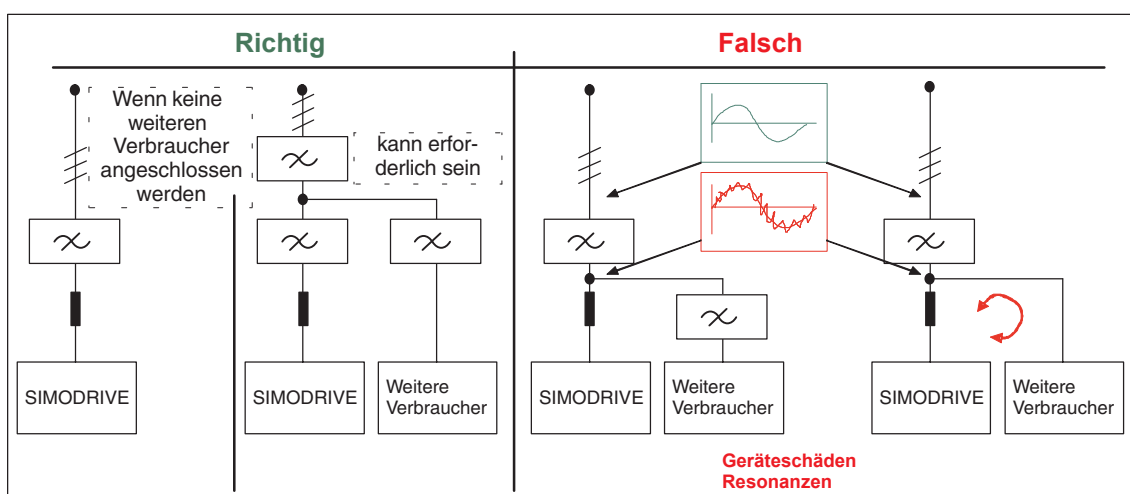 Richtig
Falsch
Wenn keine
weiteren
Verbraucher
angeschlossen
werden
kann erfor-
derlich sein
SIMODRIVE
SIMODRIVE
Weitere
Verbraucher
SIMODRIVE
Weitere
Verbraucher
SIMODRIVE
Weitere
Verbraucher
Geräteschäden
Resonanzen